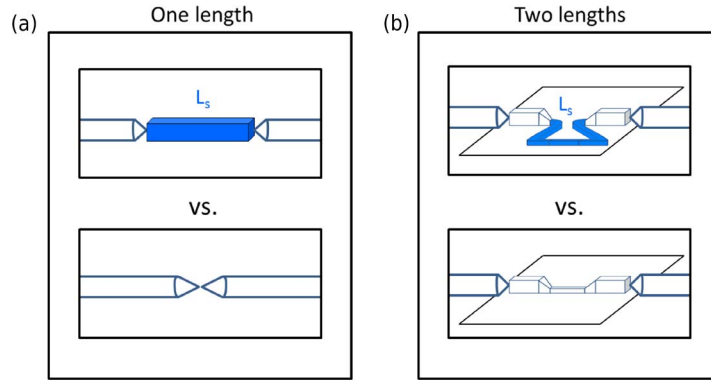 (a)
One length
Lₛ
vs.
(b)
Two lengths
Lₛ
vs.